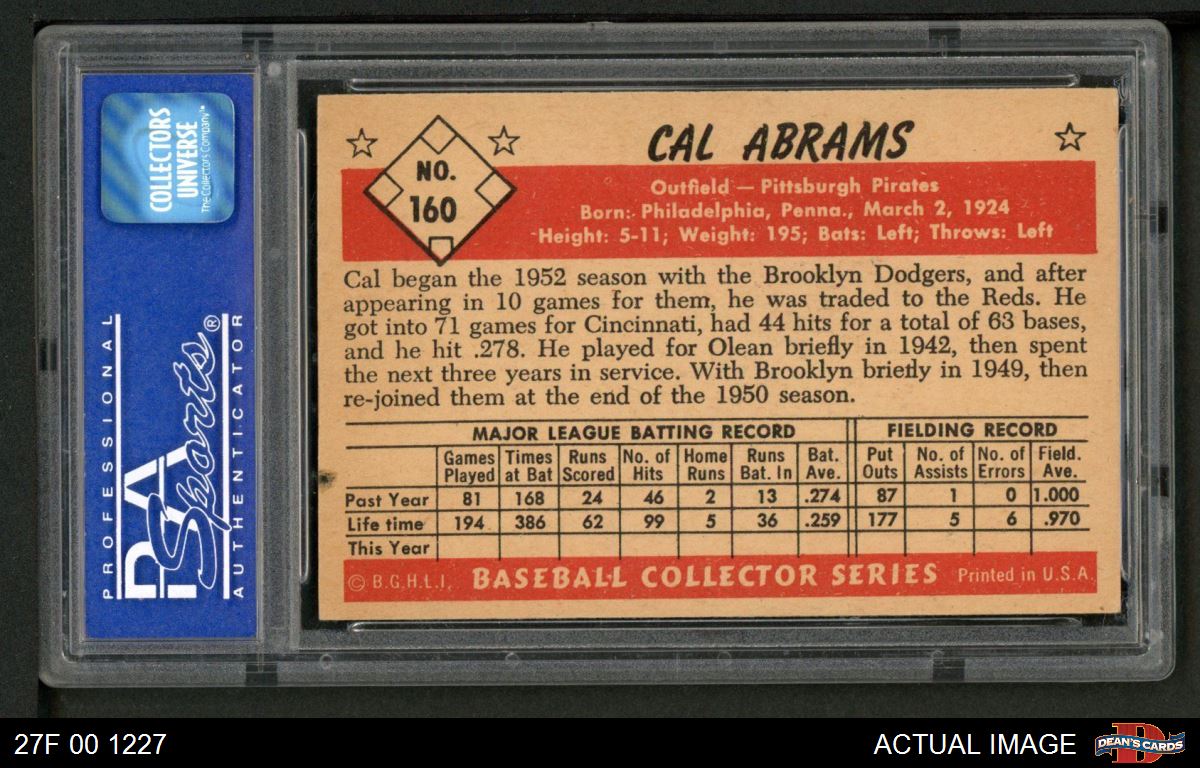 COLLECTORS
UNIVERSE
The Collectors Company™
PROFESSIONAL
PSA
Sports®
AUTHENTICATOR
NO.
160
CAL ABRAMS
Outfield — Pittsburgh Pirates
Born: Philadelphia, Penna., March 2, 1924
Height: 5-11; Weight: 195; Bats: Left; Throws: Left
Cal began the 1952 season with the Brooklyn Dodgers, and after
appearing in 10 games for them, he was traded to the Reds. He
got into 71 games for Cincinnati, had 44 hits for a total of 63 bases,
and he hit .278. He played for Olean briefly in 1942, then spent
the next three years in service. With Brooklyn briefly in 1949, then
re-joined them at the end of the 1950 season.
MAJOR LEAGUE BATTING RECORD FIELDING RECORD
Games Times Runs No. of Home Runs Bat. Put No. of No. of Field.
Played at Bat Scored Hits Runs Bat. In Ave. Outs Assists Errors Ave.
Past Year 81 168 24 46 2 13 .274 87 1 0 1.000
Life time 194 386 62 99 5 36 .259 177 5 6 .970
This Year
© B.G.H.L.I. BASEBALL COLLECTOR SERIES Printed in U.S.A.
27F 00 1227 ACTUAL IMAGE
DEAN'S CARDS